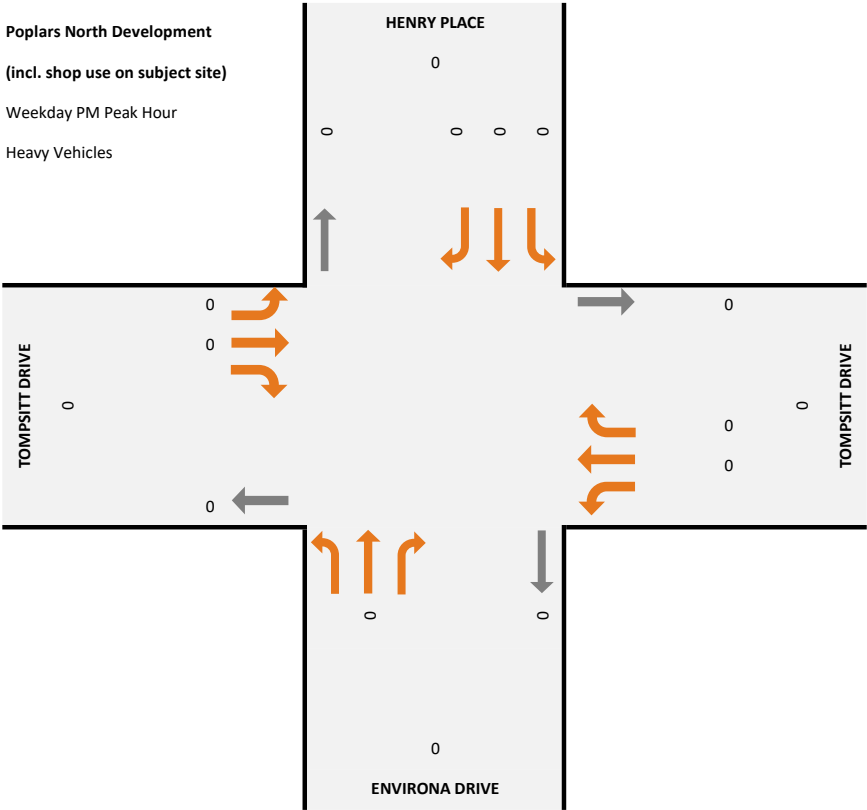 Poplars North Development
HENRY PLACE
(incl. shop use on subject site)
0
Weekday PM Peak Hour
0 0 0 0
Heavy Vehicles
0 0
0
TOMPSITT DRIVE
0
0
TOMPSITT DRIVE
0
0
0
0 0
0
ENVIRONA DRIVE